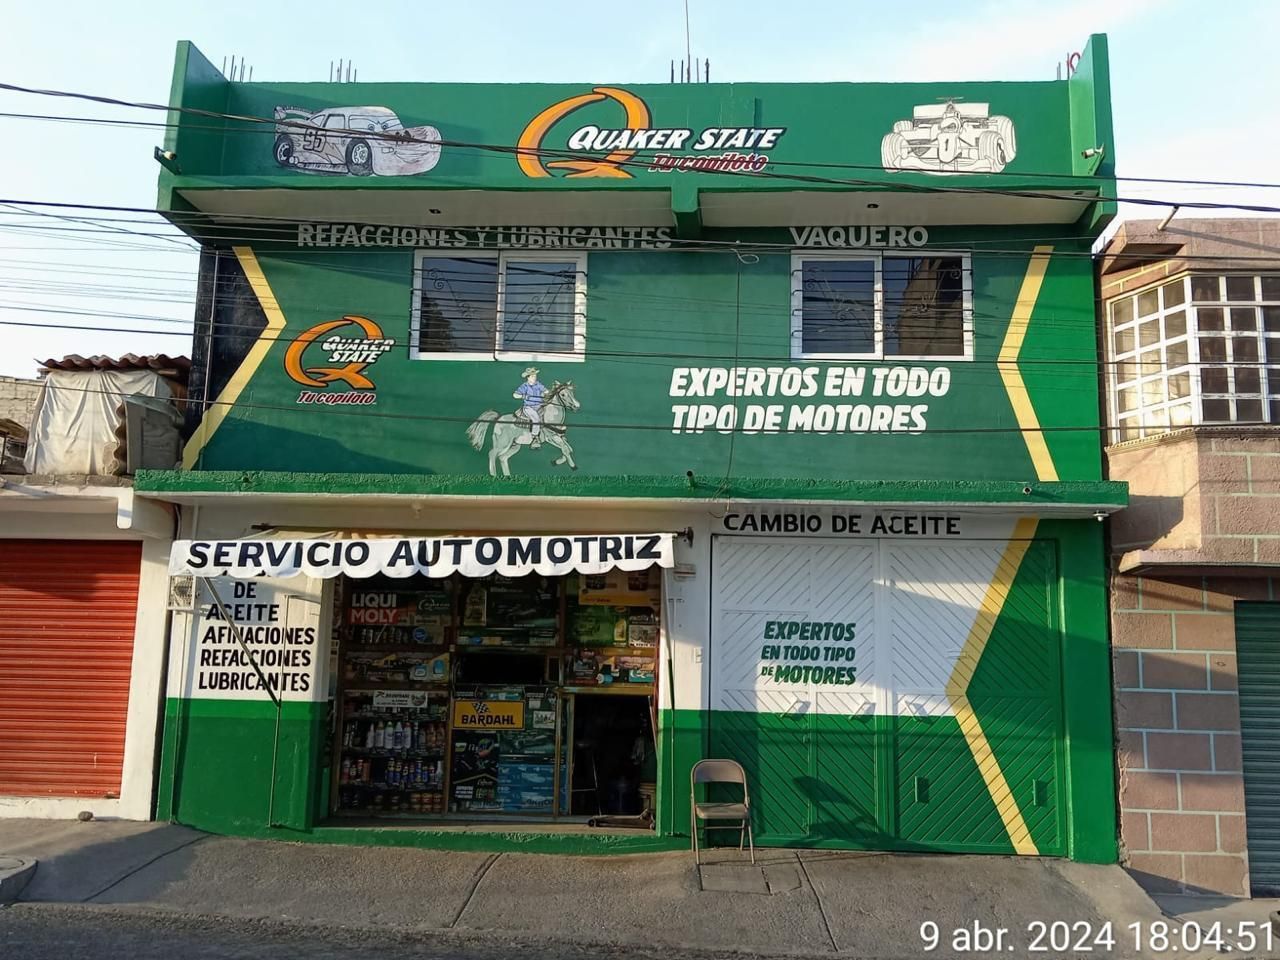 95
QUAKER STATE
Tu copiloto
1
REFACCIONES Y LUBRICANTES
VAQUERO
QUAKER
STATE
Tu copiloto
EXPERTOS EN TODO
TIPO DE MOTORES
CAMBIO DE ACEITE
SERVICIO AUTOMOTRIZ
DE
ACEITE
AFINACIONES
REFACCIONES
LUBRICANTES
LIQUI
MOLY
BARDAHL
EXPERTOS
EN TODO TIPO
DE MOTORES
9 abr. 2024 18:04:51